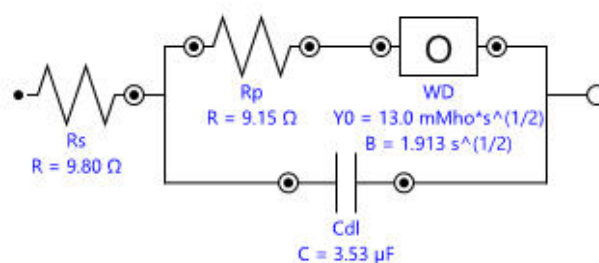 O
Rp
R = 9.15 Ω
WD
Y0 = 13.0 mMho*s^(1/2)
B = 1.913 s^(1/2)
Rs
R = 9.80 Ω
Cdl
C = 3.53 µF